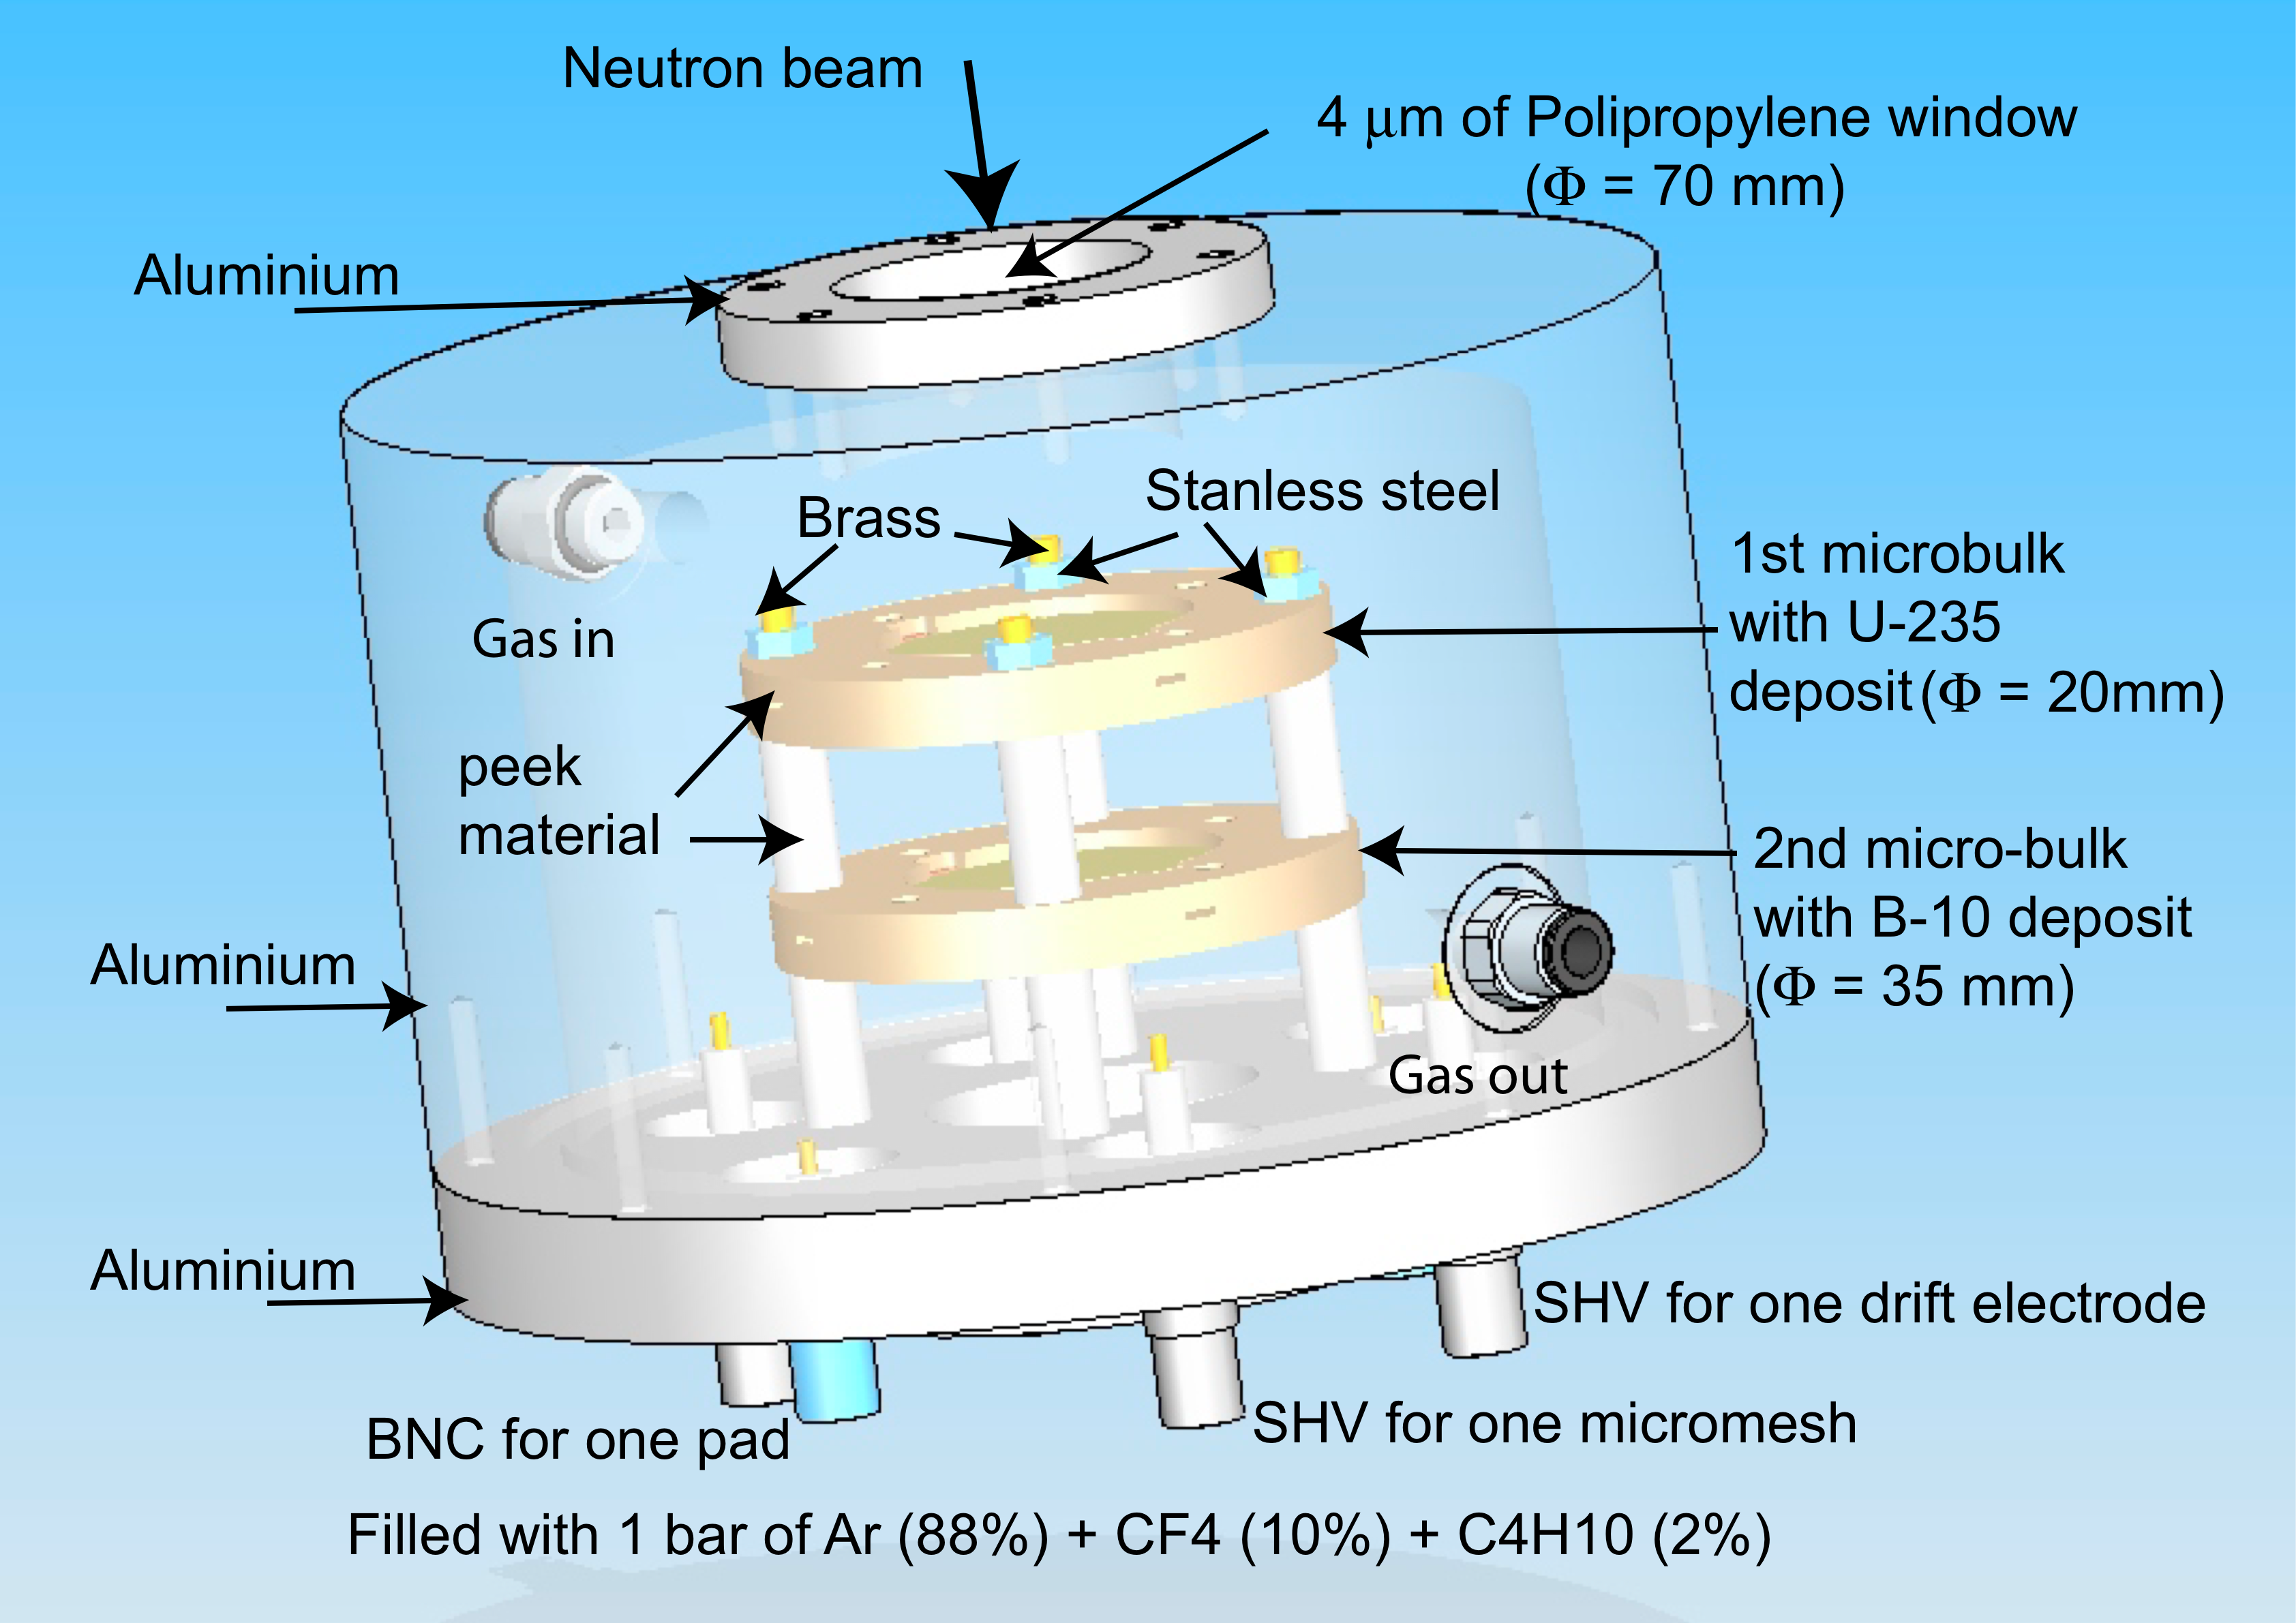 Neutron beam
4 μm of Polipropylene window
(Φ = 70 mm)
Aluminium
Brass
Stanless steel
Gas in
1st microbulk
with U-235
deposit (Φ = 20mm)
peek
material
2nd micro-bulk
with B-10 deposit
(Φ = 35 mm)
Aluminium
Gas out
Aluminium
SHV for one drift electrode
SHV for one micromesh
BNC for one pad
Filled with 1 bar of Ar (88%) + CF4 (10%) + C4H10 (2%)